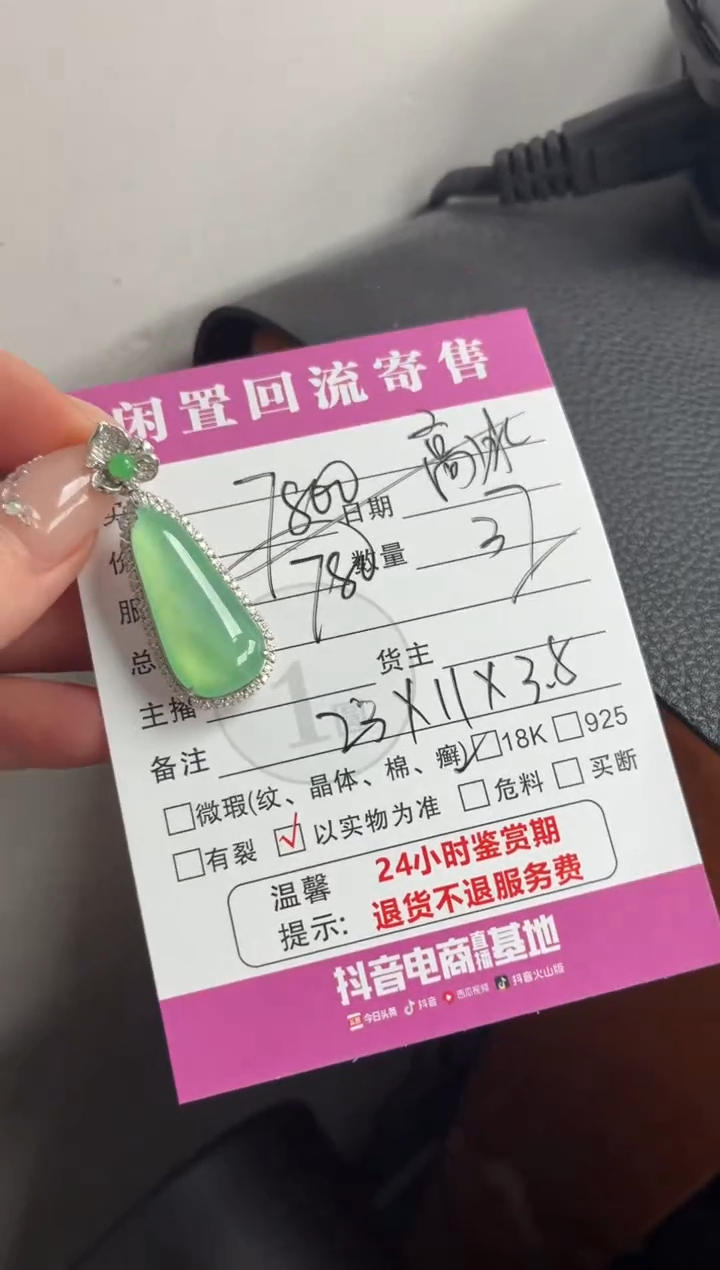 闲置回流寄售
高冰
7800 日期
价
780 数量 37
服
总
货主
主播
备注 23X11X3.8
微瑕(纹、晶体、棉、癣) 18K 925
有裂 √ 以实物为准 危料 买断
温馨提示: 24小时鉴赏期
退货不退服务费
抖音电商直播基地
今日头条 抖音 西瓜视频 抖音火山版